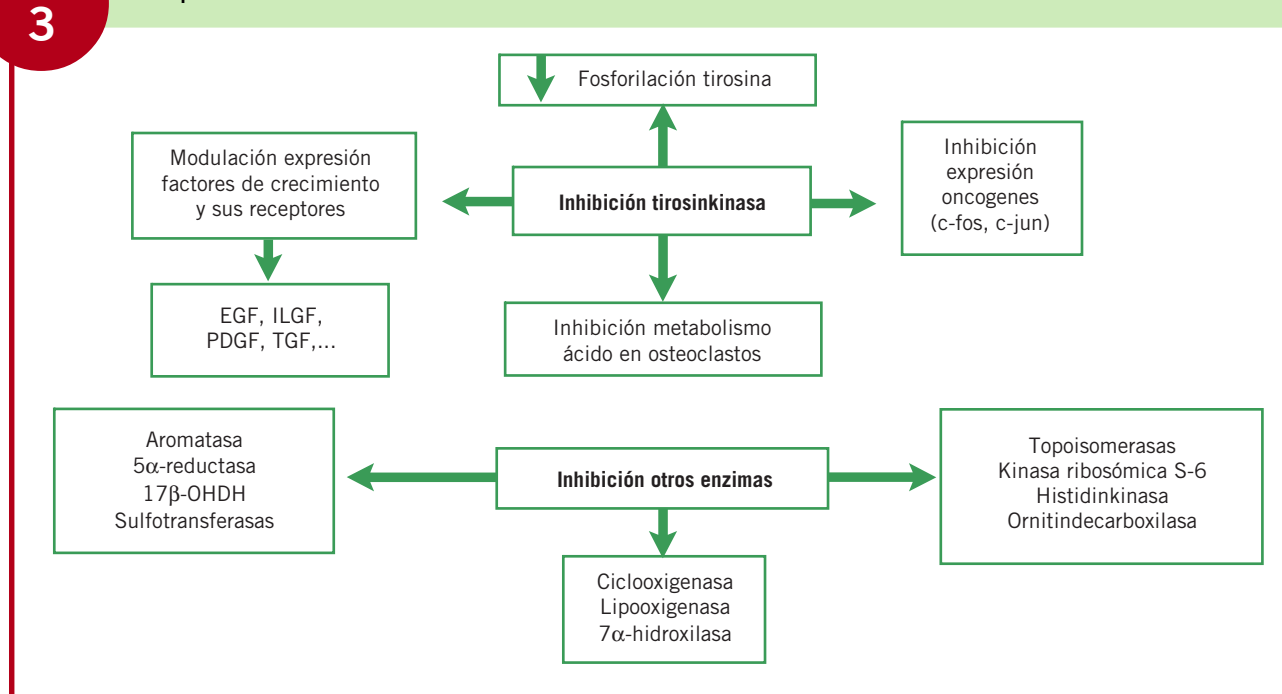 3
Fosforilación tirosina
Modulación expresión
factores de crecimiento
y sus receptores
Inhibición tirosinkinasa
Inhibición
expresión
oncogenes
(c-fos, c-jun)
EGF, ILGF,
PDGF, TGF,...
Inhibición metabolismo
ácido en osteoclastos
Aromatasa
5α-reductasa
17β-OHDH
Sulfotransferasas
Inhibición otros enzimas
Topoisomerasas
Kinasa ribosómica S-6
Histidinkinasa
Ornitindecarboxilasa
Ciclooxigenasa
Lipooxigenasa
7α-hidroxilasa